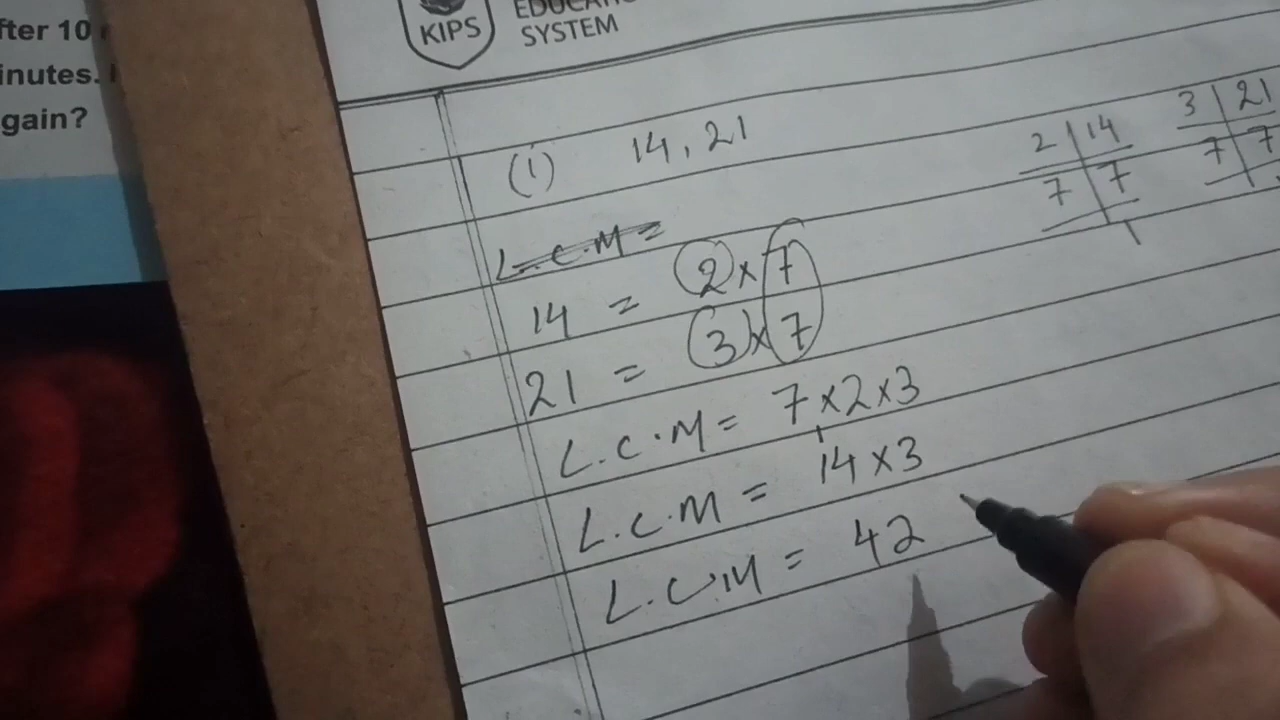 fter 10
inutes.
gain?
KIPS
EDUCATIO
SYSTEM
(i) 14, 21
L.C.M =
14 = 2 x 7
21 = 3 x 7
L.C.M = 7 x 2 x 3
L.C.M = 14 x 3
L.C.M = 42
2 | 14
7 | 7
1
3 | 21
7 | 7